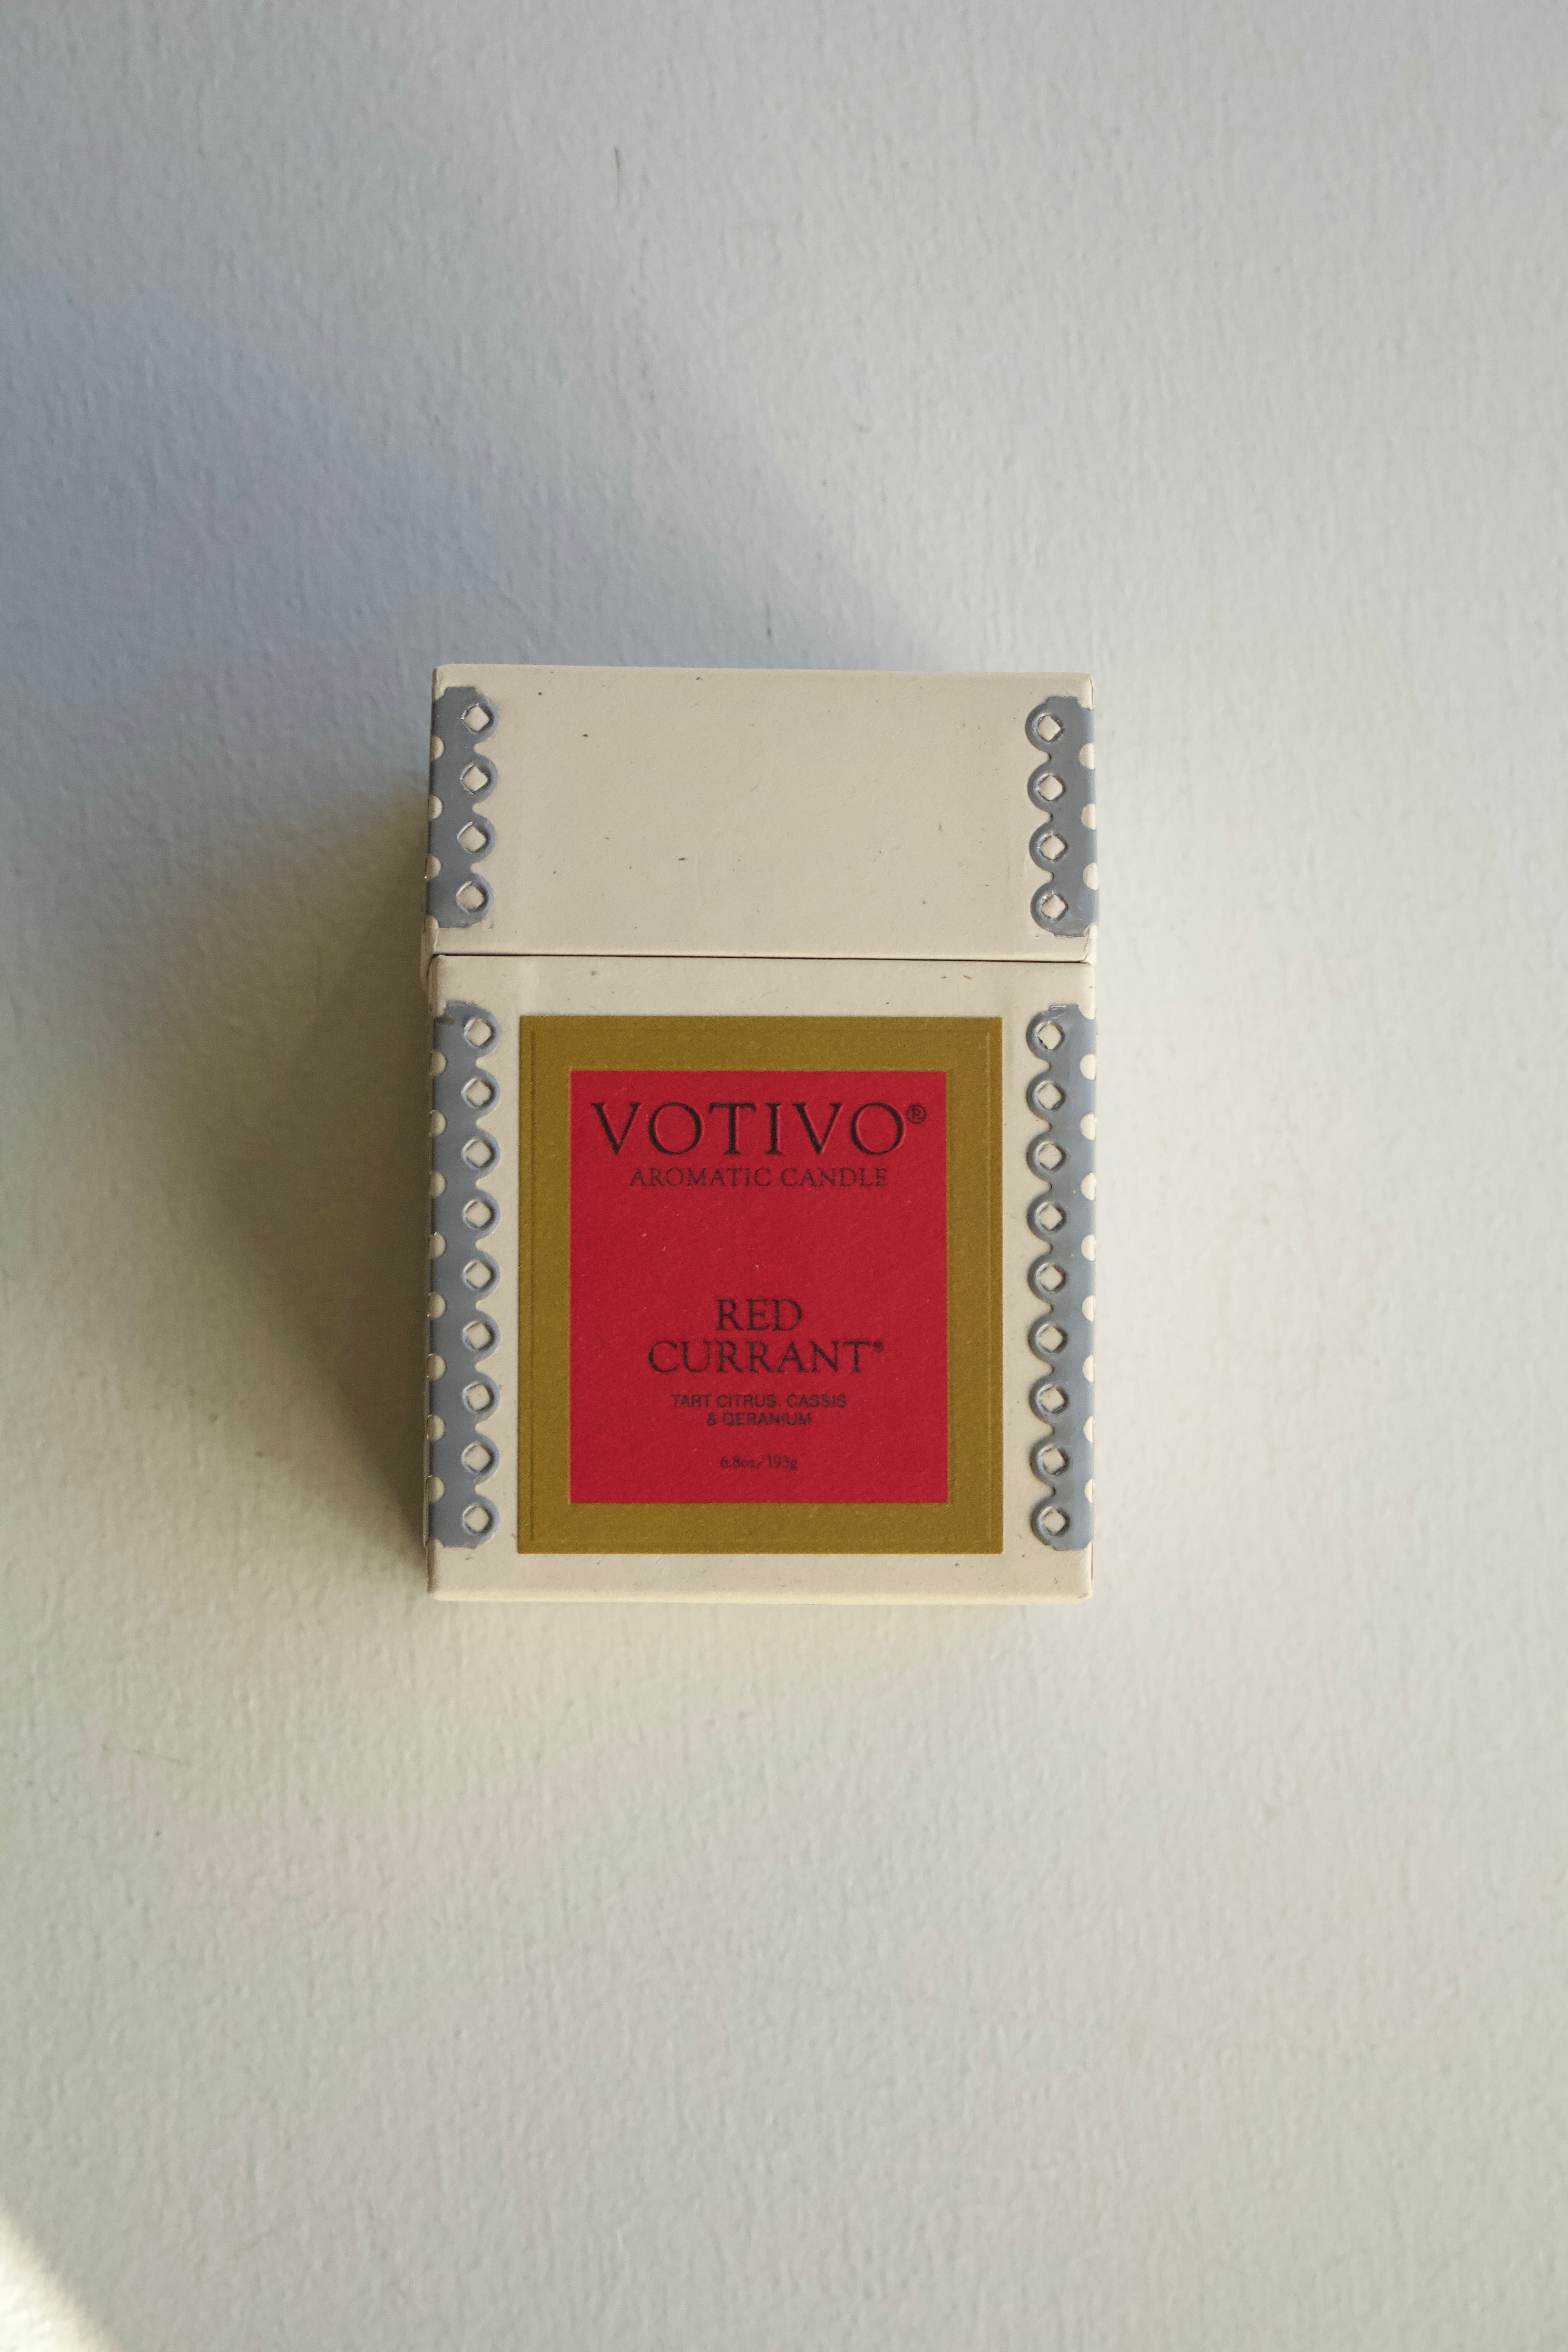 VOTIVO®
AROMATIC CANDLE
RED
CURRANT®
TART CITRUS, CASSIS
& GERANIUM
6.8oz/193g